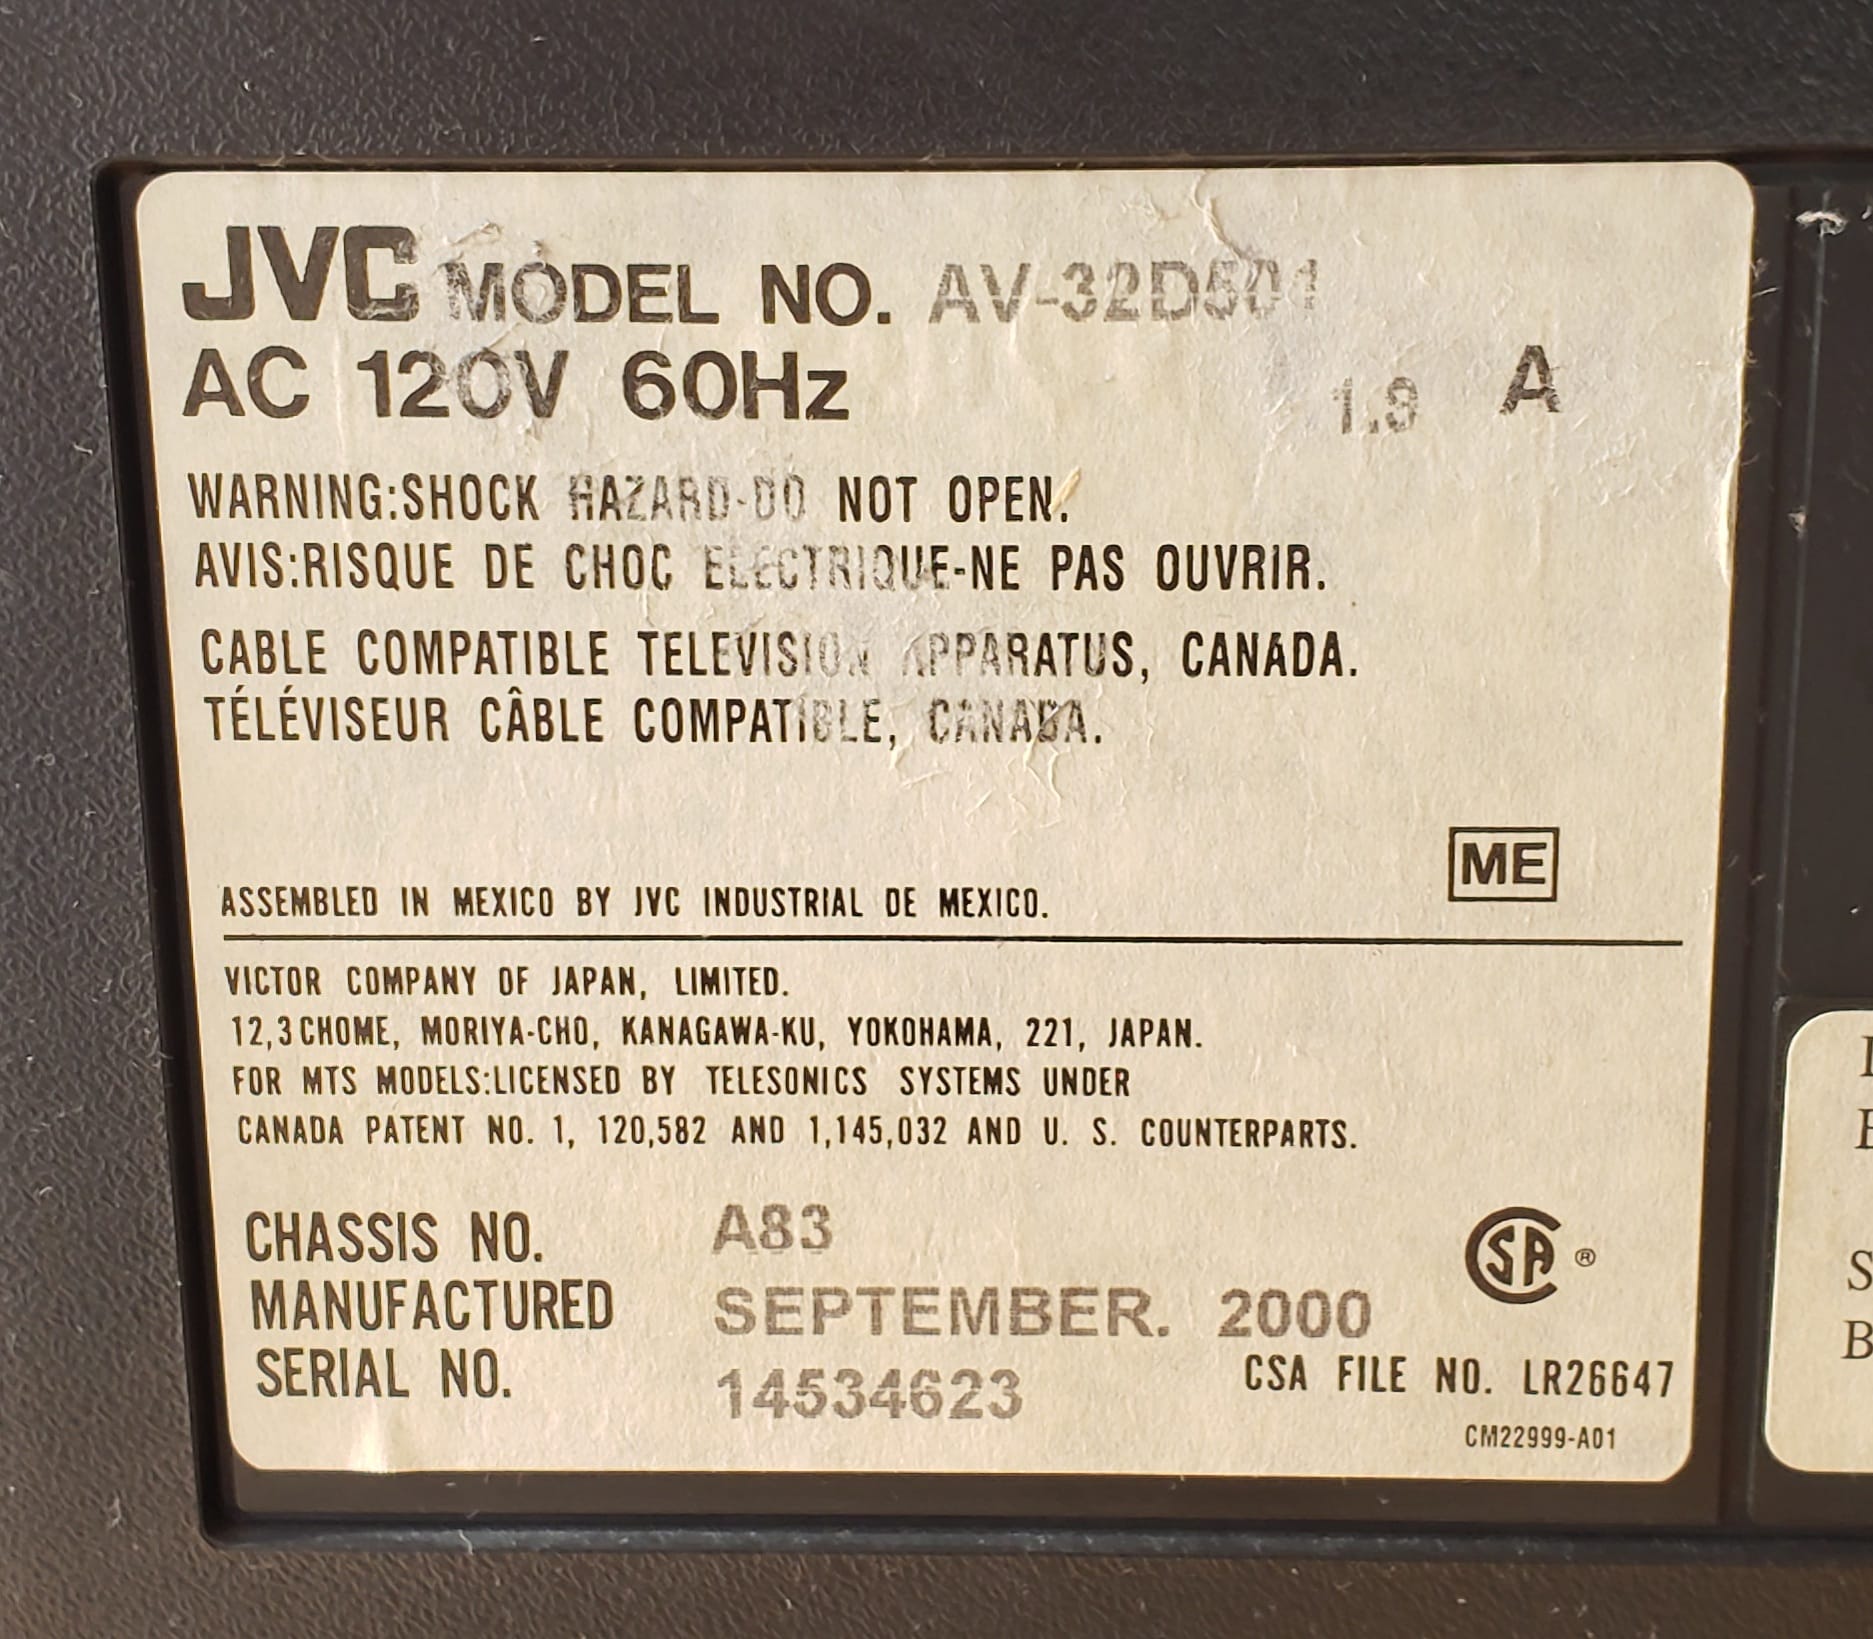 JVC MODEL NO. AV-32D501
AC 120V 60Hz 1.9 A
WARNING:SHOCK HAZARD-DO NOT OPEN.
AVIS:RISQUE DE CHOC ELECTRIQUE-NE PAS OUVRIR.
CABLE COMPATIBLE TELEVISION APPARATUS, CANADA.
TÉLÉVISEUR CÂBLE COMPATIBLE, CANADA.
ME
ASSEMBLED IN MEXICO BY JVC INDUSTRIAL DE MEXICO.
VICTOR COMPANY OF JAPAN, LIMITED.
12,3 CHOME, MORIYA-CHO, KANAGAWA-KU, YOKOHAMA, 221, JAPAN.
FOR MTS MODELS:LICENSED BY TELESONICS SYSTEMS UNDER
CANADA PATENT NO. 1, 120,582 AND 1,145,032 AND U. S. COUNTERPARTS.
CHASSIS NO. A83
MANUFACTURED SEPTEMBER. 2000
SERIAL NO. 14534623
SA ®
CSA FILE NO. LR26647
CM22999-A01